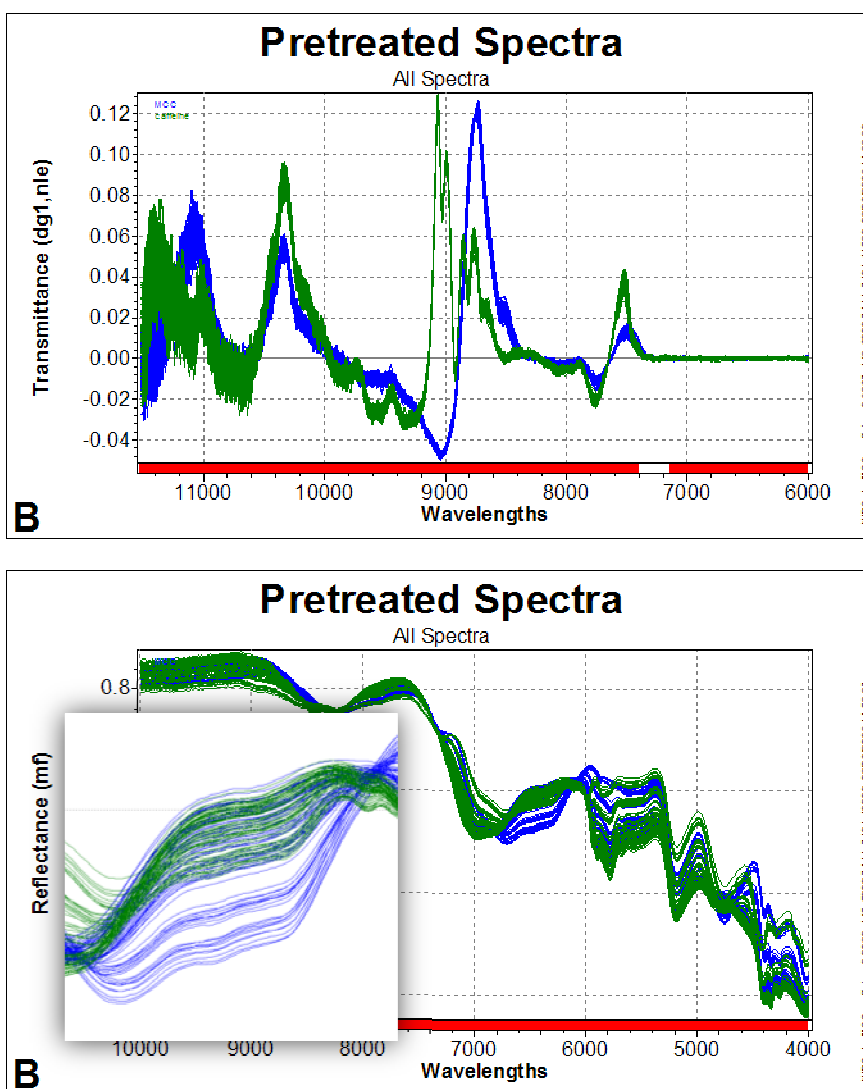 Pretreated Spectra
All Spectra
Caffeine
Transmittance (dg1,nle)
0.12
0.10
0.08
0.06
0.04
0.02
0.00
-0.02
-0.04
11000 10000 9000 8000 7000 6000
Wavelengths
B
Pretreated Spectra
All Spectra
Reflectance (mf)
0.8
10000 9000 8000 7000 6000 5000 4000
Wavelengths
B